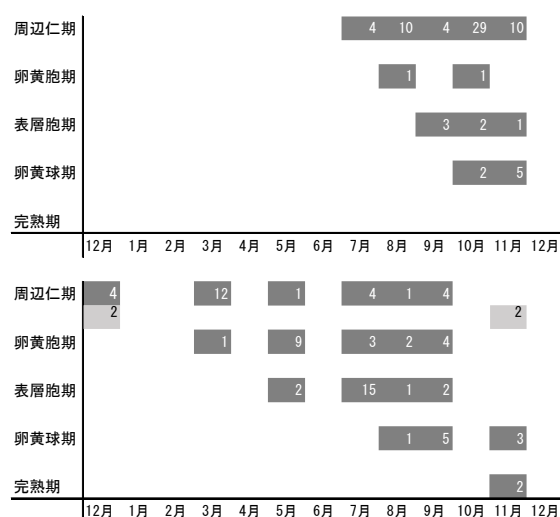 周辺仁期 4 10 4 29 10
卵黄胞期 1 1
表層胞期 3 2 1
卵黄球期 2 5
完熟期
12月 1月 2月 3月 4月 5月 6月 7月 8月 9月 10月 11月 12月
周辺仁期 4 12 1 4 1 4
2 2
卵黄胞期 1 9 3 2 4
表層胞期 2 15 1 2
卵黄球期 1 5 3
完熟期 2
12月 1月 2月 3月 4月 5月 6月 7月 8月 9月 10月 11月 12月